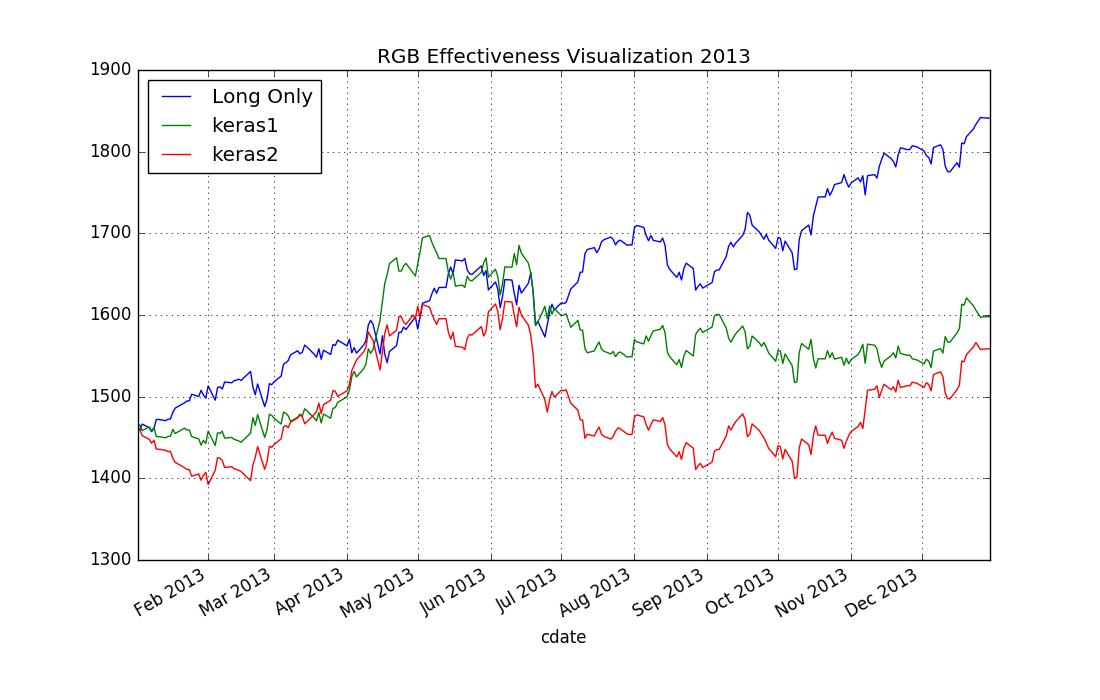 RGB Effectiveness Visualization 2013
1900
1800
1700
1600
1500
1400
1300
Long Only
keras1
keras2
Feb 2013
Mar 2013
Apr 2013
May 2013
Jun 2013
Jul 2013
Aug 2013
Sep 2013
Oct 2013
Nov 2013
Dec 2013
cdate